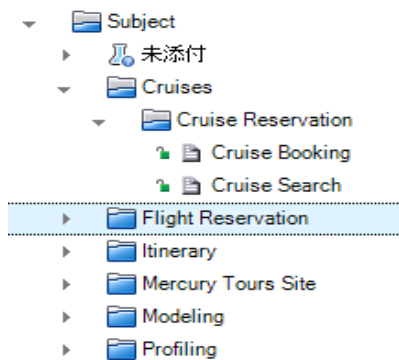 Subject
未添付
Cruises
Cruise Reservation
Cruise Booking
Cruise Search
Flight Reservation
Itinerary
Mercury Tours Site
Modeling
Profiling